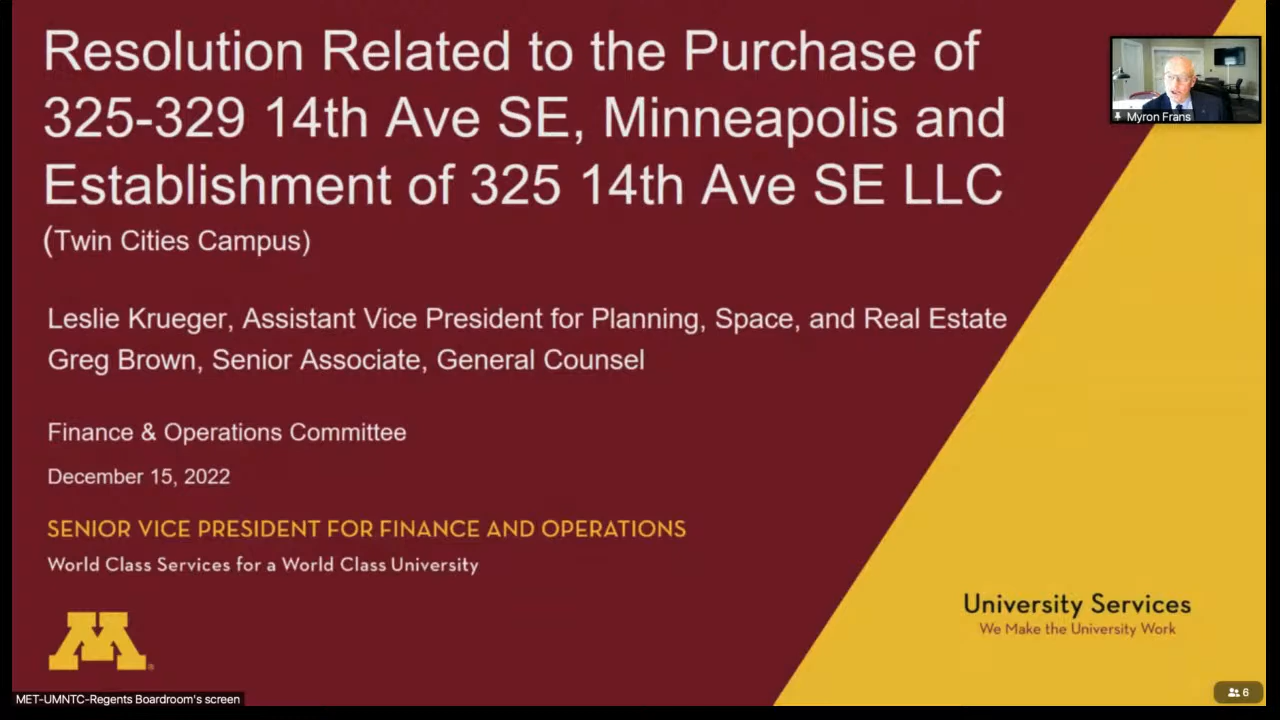 Resolution Related to the Purchase of
325-329 14th Ave SE, Minneapolis and
Establishment of 325 14th Ave SE LLC
(Twin Cities Campus)
Leslie Krueger, Assistant Vice President for Planning, Space, and Real Estate
Greg Brown, Senior Associate, General Counsel
Finance & Operations Committee
December 15, 2022
SENIOR VICE PRESIDENT FOR FINANCE AND OPERATIONS
World Class Services for a World Class University
M
University Services
We Make the University Work
Myron Frans
MET-UMNTC-Regents Boardroom's screen
6